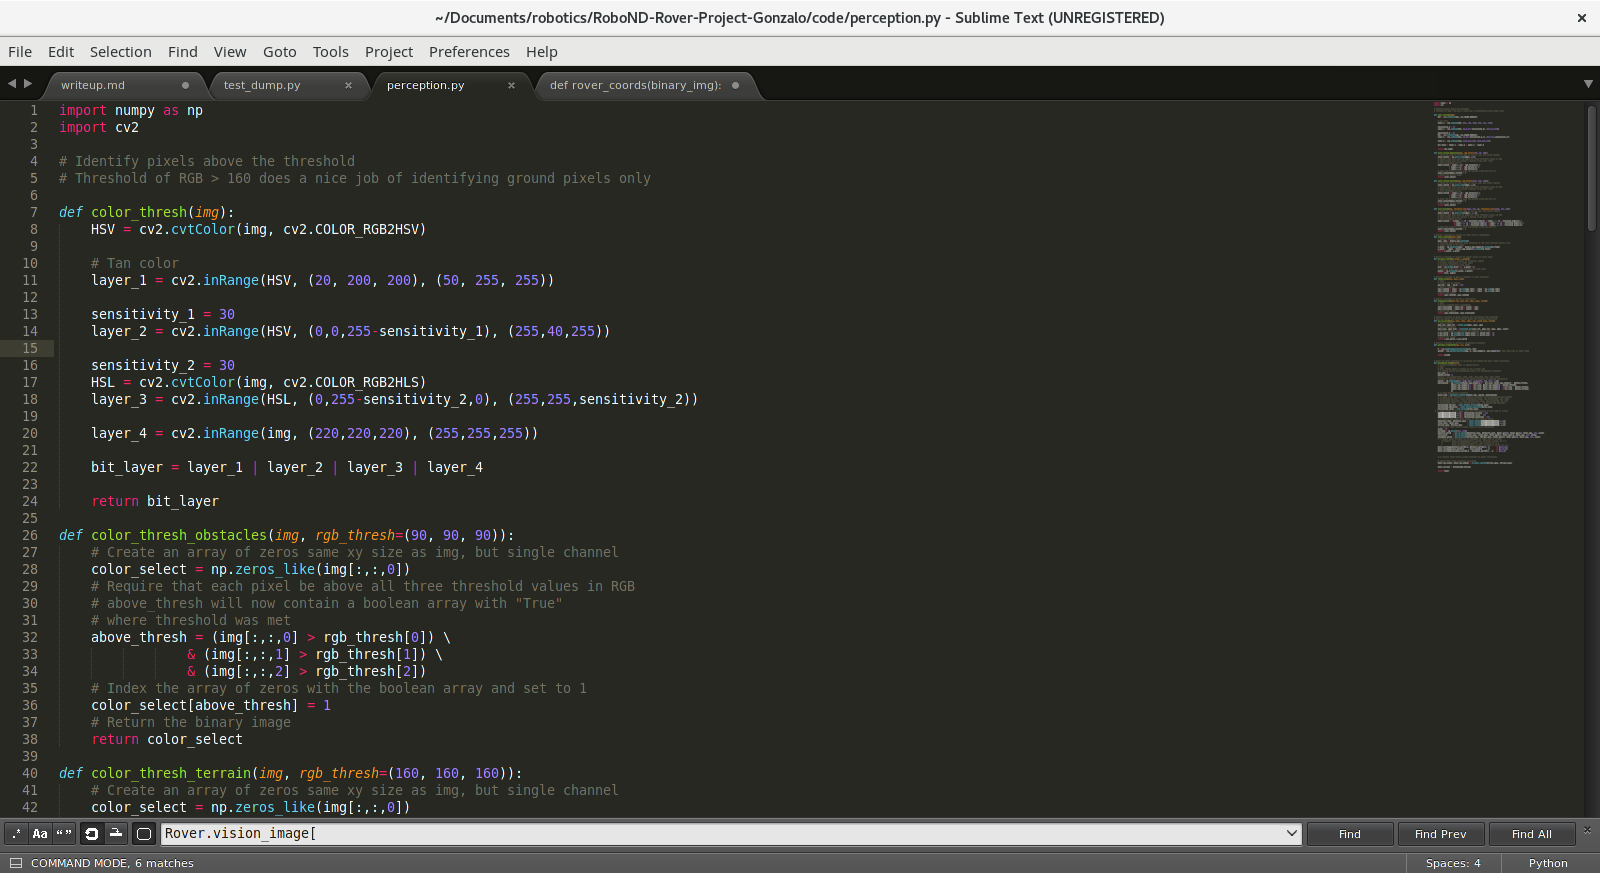 ~/Documents/robotics/RoboND-Rover-Project-Gonzalo/code/perception.py - Sublime Text (UNREGISTERED)
File Edit Selection Find View Goto Tools Project Preferences Help
writeup.md test_dump.py perception.py def rover_coords(binary_img):
1 import numpy as np
2 import cv2
3
4 # Identify pixels above the threshold
5 # Threshold of RGB > 160 does a nice job of identifying ground pixels only
6
7 def color_thresh(img):
8     HSV = cv2.cvtColor(img, cv2.COLOR_RGB2HSV)
9
10     # Tan color
11     layer_1 = cv2.inRange(HSV, (20, 200, 200), (50, 255, 255))
12
13     sensitivity_1 = 30
14     layer_2 = cv2.inRange(HSV, (0,0,255-sensitivity_1), (255,40,255))
15
16     sensitivity_2 = 30
17     HSL = cv2.cvtColor(img, cv2.COLOR_RGB2HLS)
18     layer_3 = cv2.inRange(HSL, (0,255-sensitivity_2,0), (255,255,sensitivity_2))
19
20     layer_4 = cv2.inRange(img, (220,220,220), (255,255,255))
21
22     bit_layer = layer_1 | layer_2 | layer_3 | layer_4
23
24     return bit_layer
25
26 def color_thresh_obstacles(img, rgb_thresh=(90, 90, 90)):
27     # Create an array of zeros same xy size as img, but single channel
28     color_select = np.zeros_like(img[:,:,0])
29     # Require that each pixel be above all three threshold values in RGB
30     # above_thresh will now contain a boolean array with "True"
31     # where threshold was met
32     above_thresh = (img[:,:,0] > rgb_thresh[0]) \
33                 & (img[:,:,1] > rgb_thresh[1]) \
34                 & (img[:,:,2] > rgb_thresh[2])
35     # Index the array of zeros with the boolean array and set to 1
36     color_select[above_thresh] = 1
37     # Return the binary image
38     return color_select
39
40 def color_thresh_terrain(img, rgb_thresh=(160, 160, 160)):
41     # Create an array of zeros same xy size as img, but single channel
42     color_select = np.zeros_like(img[:,:,0])
.* Aa “” Rover.vision_image[ Find Find Prev Find All
COMMAND MODE, 6 matches Spaces: 4 Python